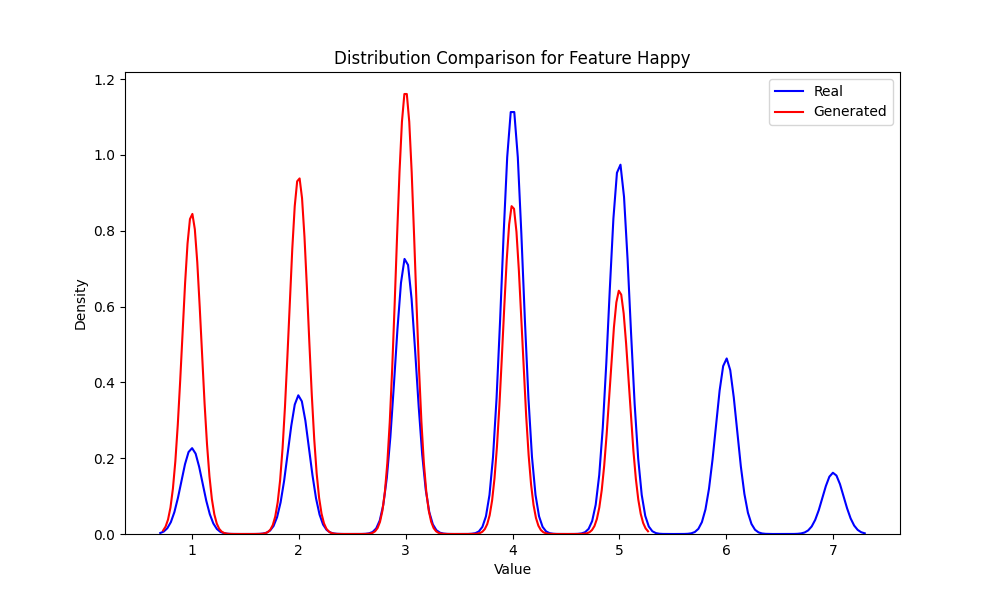 Distribution Comparison for Feature Happy
Real
Generated
Density
1.2
1.0
0.8
0.6
0.4
0.2
0.0
1 2 3 4 5 6 7
Value